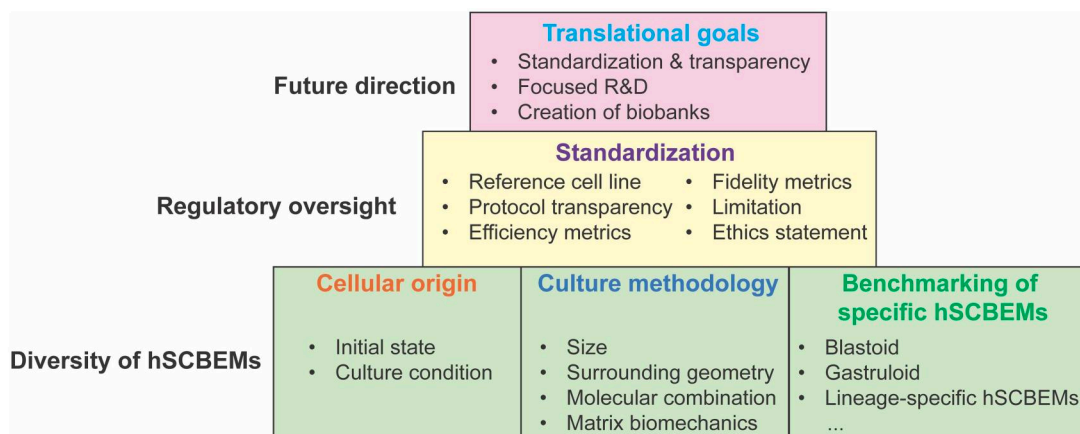 Translational goals
Future direction
• Standardization & transparency
• Focused R&D
• Creation of biobanks
Standardization
Regulatory oversight
• Reference cell line
• Protocol transparency
• Efficiency metrics
• Fidelity metrics
• Limitation
• Ethics statement
Diversity of hSCBEMs
Cellular origin
• Initial state
• Culture condition
Culture methodology
• Size
• Surrounding geometry
• Molecular combination
• Matrix biomechanics
Benchmarking of
specific hSCBEMs
• Blastoid
• Gastruloid
• Lineage-specific hSCBEMs
...